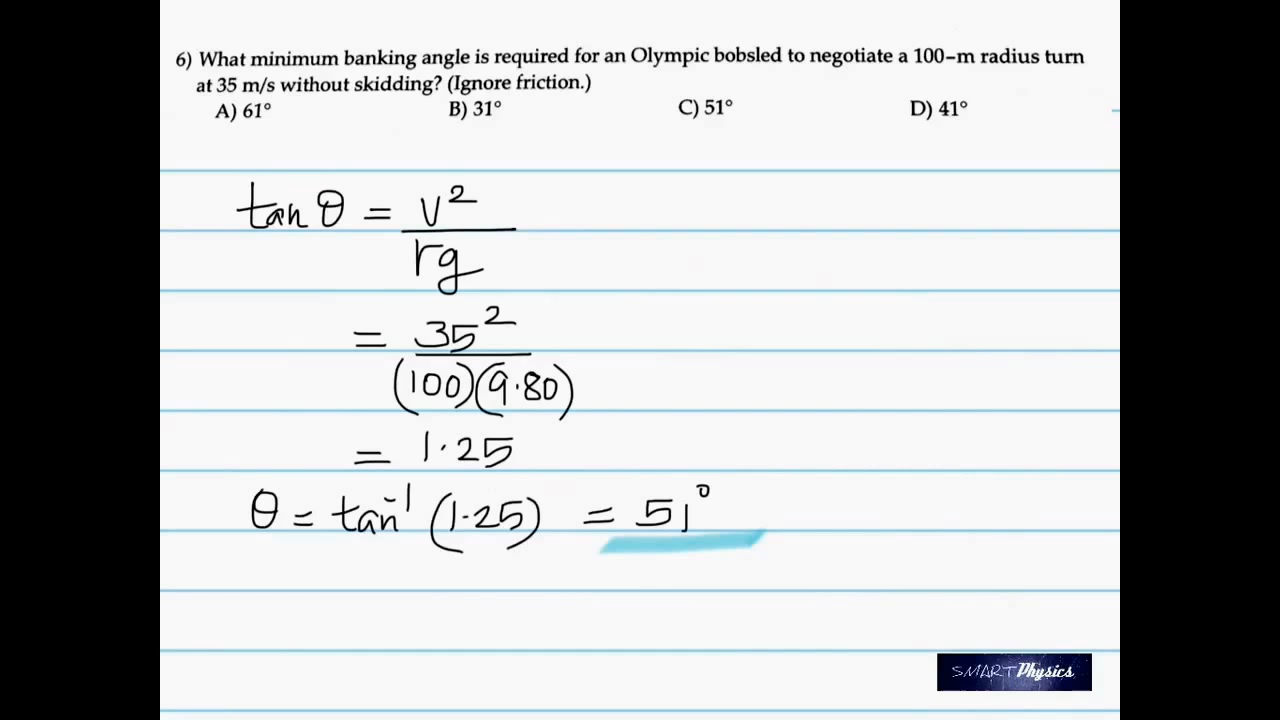 6) What minimum banking angle is required for an Olympic bobsled to negotiate a 100-m radius turn
at 35 m/s without skidding? (Ignore friction.)
A) 61° B) 31° C) 51° D) 41°
tan θ = v²
rg
= 35²
(100)(9.80)
= 1.25
θ = tan⁻¹ (1.25) = 51°
SMART Physics